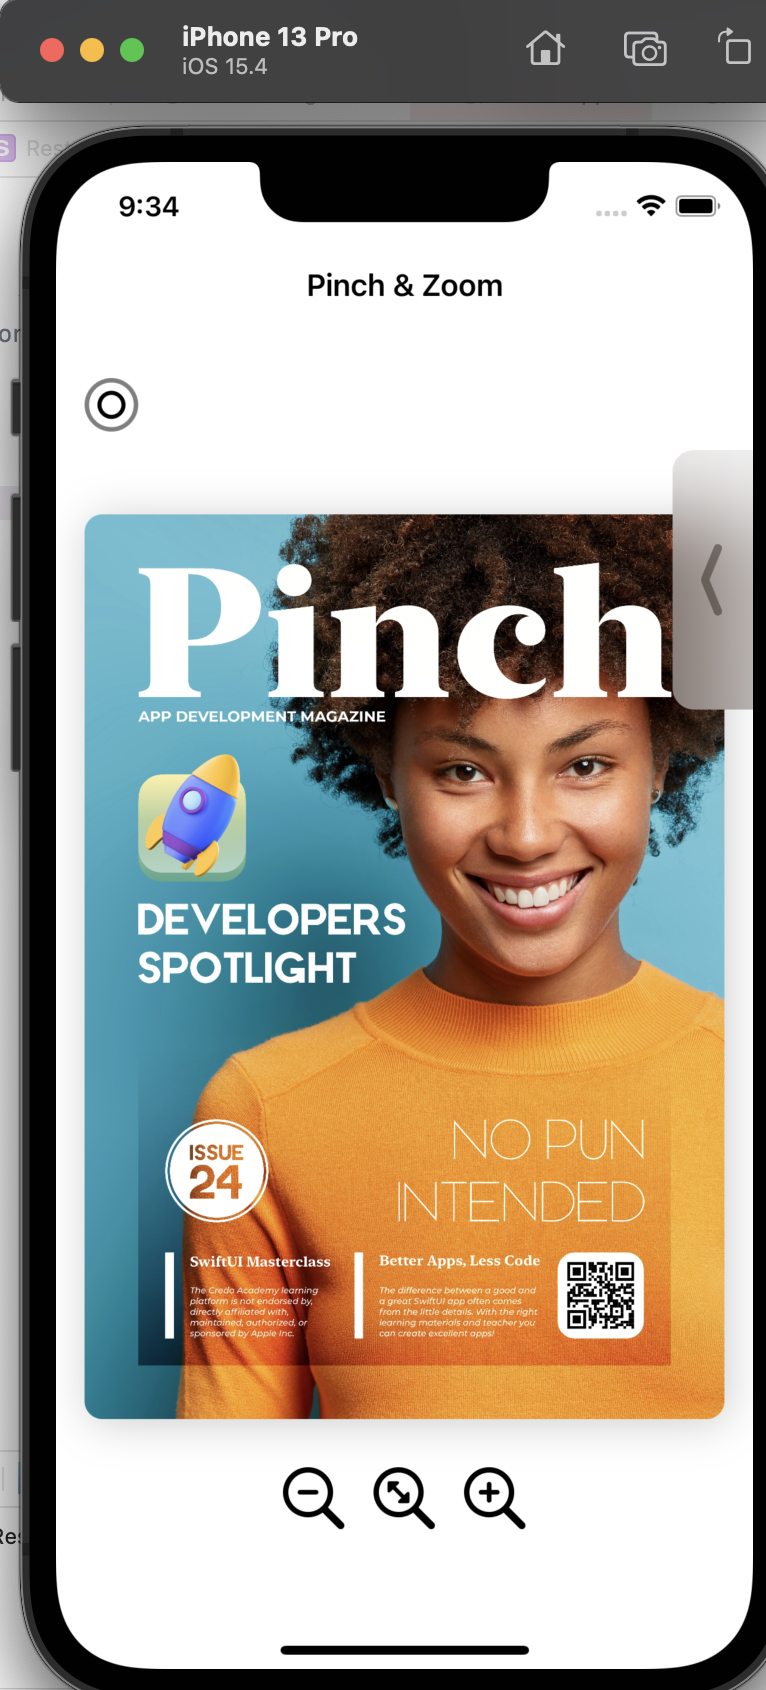 iPhone 13 Pro
iOS 15.4
9:34
Pinch & Zoom
Pinch
APP DEVELOPMENT MAGAZINE
DEVELOPERS
SPOTLIGHT
NO PUN
INTENDED
ISSUE
24
SwiftUI Masterclass
The Credo Academy learning
platform is not endorsed by,
directly affiliated with,
maintained, authorized, or
sponsored by Apple Inc.
Better Apps, Less Code
The difference between a good and
a great SwiftUI app often comes
from the little details. With the right
learning materials and teacher you
can create excellent apps!